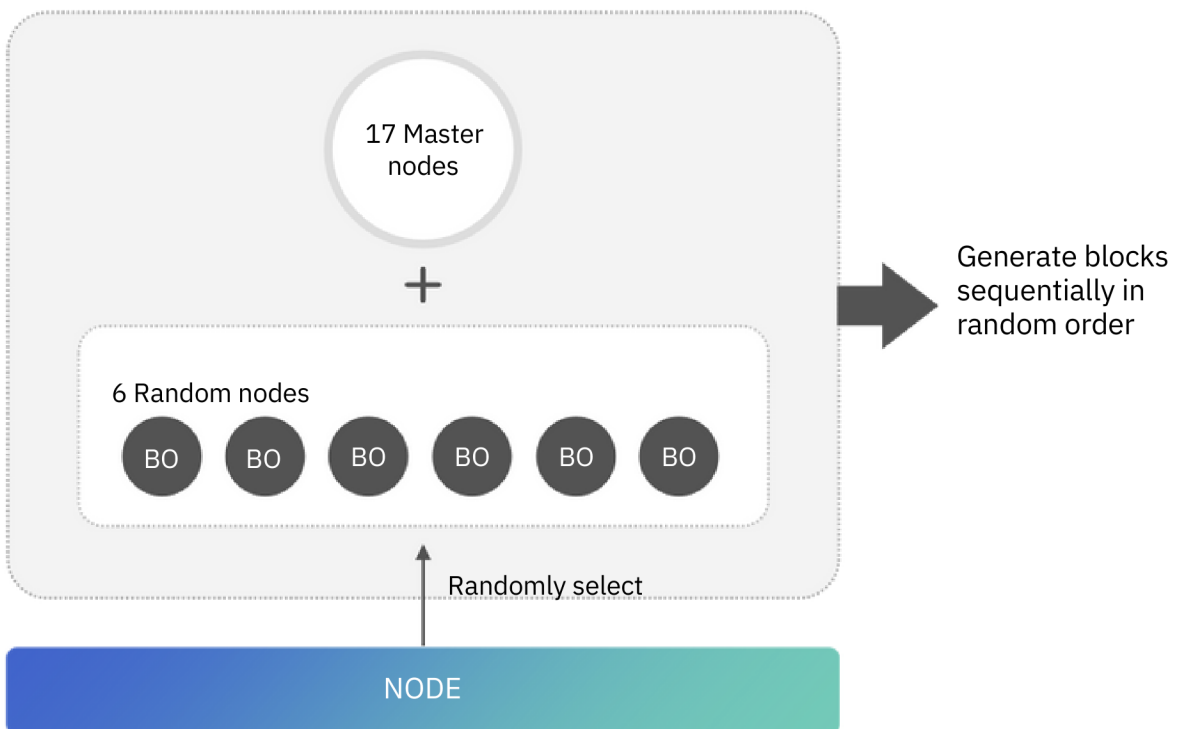 17 Master
nodes
+
Generate blocks
sequentially in
random order
6 Random nodes
BO BO BO BO BO BO
Randomly select
NODE